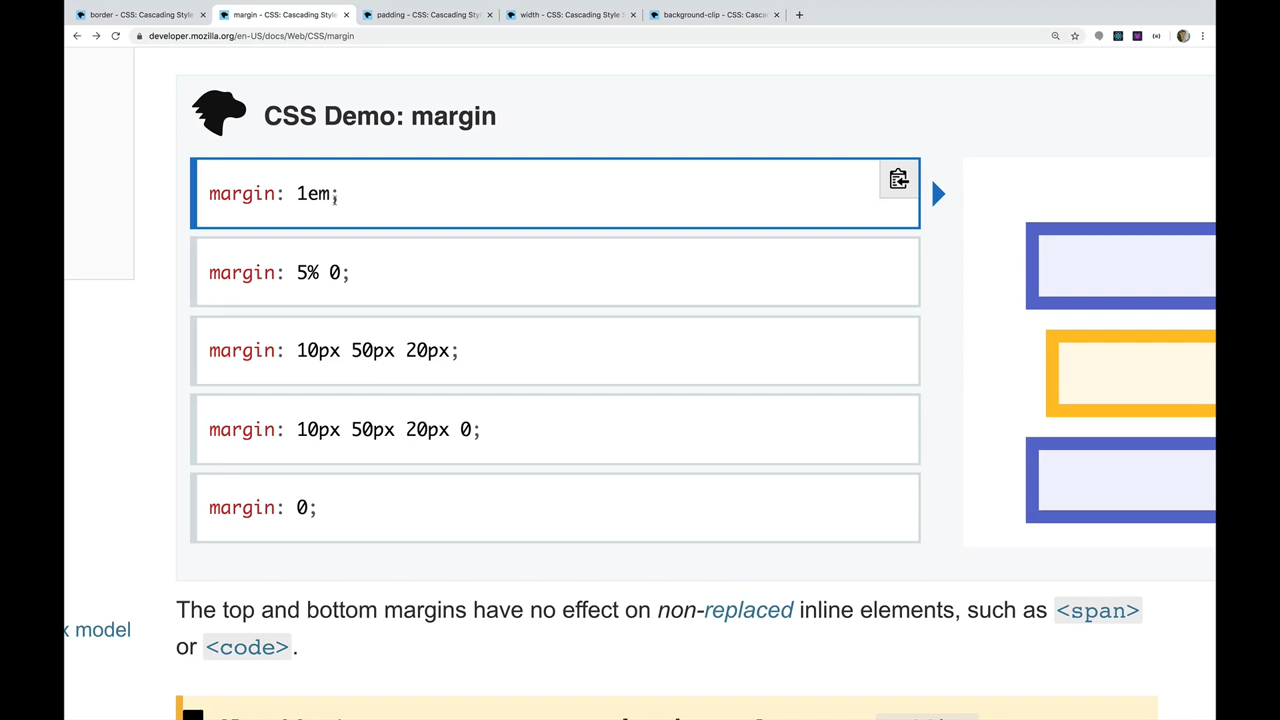 border - CSS: Cascading Style
margin - CSS: Cascading Style
padding - CSS: Cascading Style
width - CSS: Cascading Style S
background-clip - CSS: Casca
developer.mozilla.org/en-US/docs/Web/CSS/margin
CSS Demo: margin
margin: 1em;
margin: 5% 0;
margin: 10px 50px 20px;
margin: 10px 50px 20px 0;
margin: 0;
The top and bottom margins have no effect on non-replaced inline elements, such as <span>
x model
or <code>.